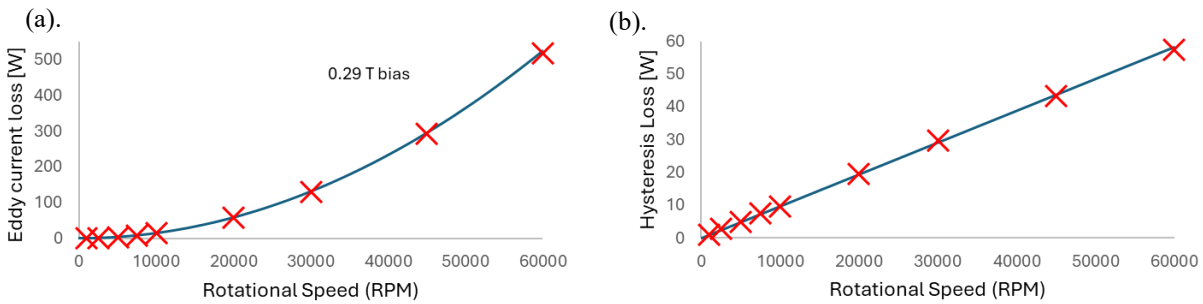 (a).
Eddy current loss [W]
500
400
300
200
100
0
0.29 T bias
0 10000 20000 30000 40000 50000 60000
Rotational Speed (RPM)
(b).
Hysteresis Loss [W]
60
50
40
30
20
10
0
0 10000 20000 30000 40000 50000 60000
Rotational Speed (RPM)